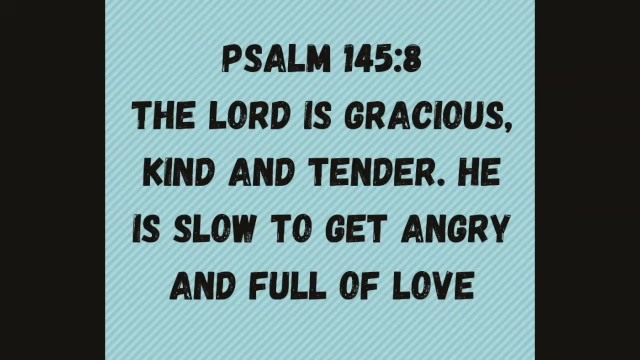 PSALM 145:8
THE LORD IS GRACIOUS,
KIND AND TENDER. HE
IS SLOW TO GET ANGRY
AND FULL OF LOVE